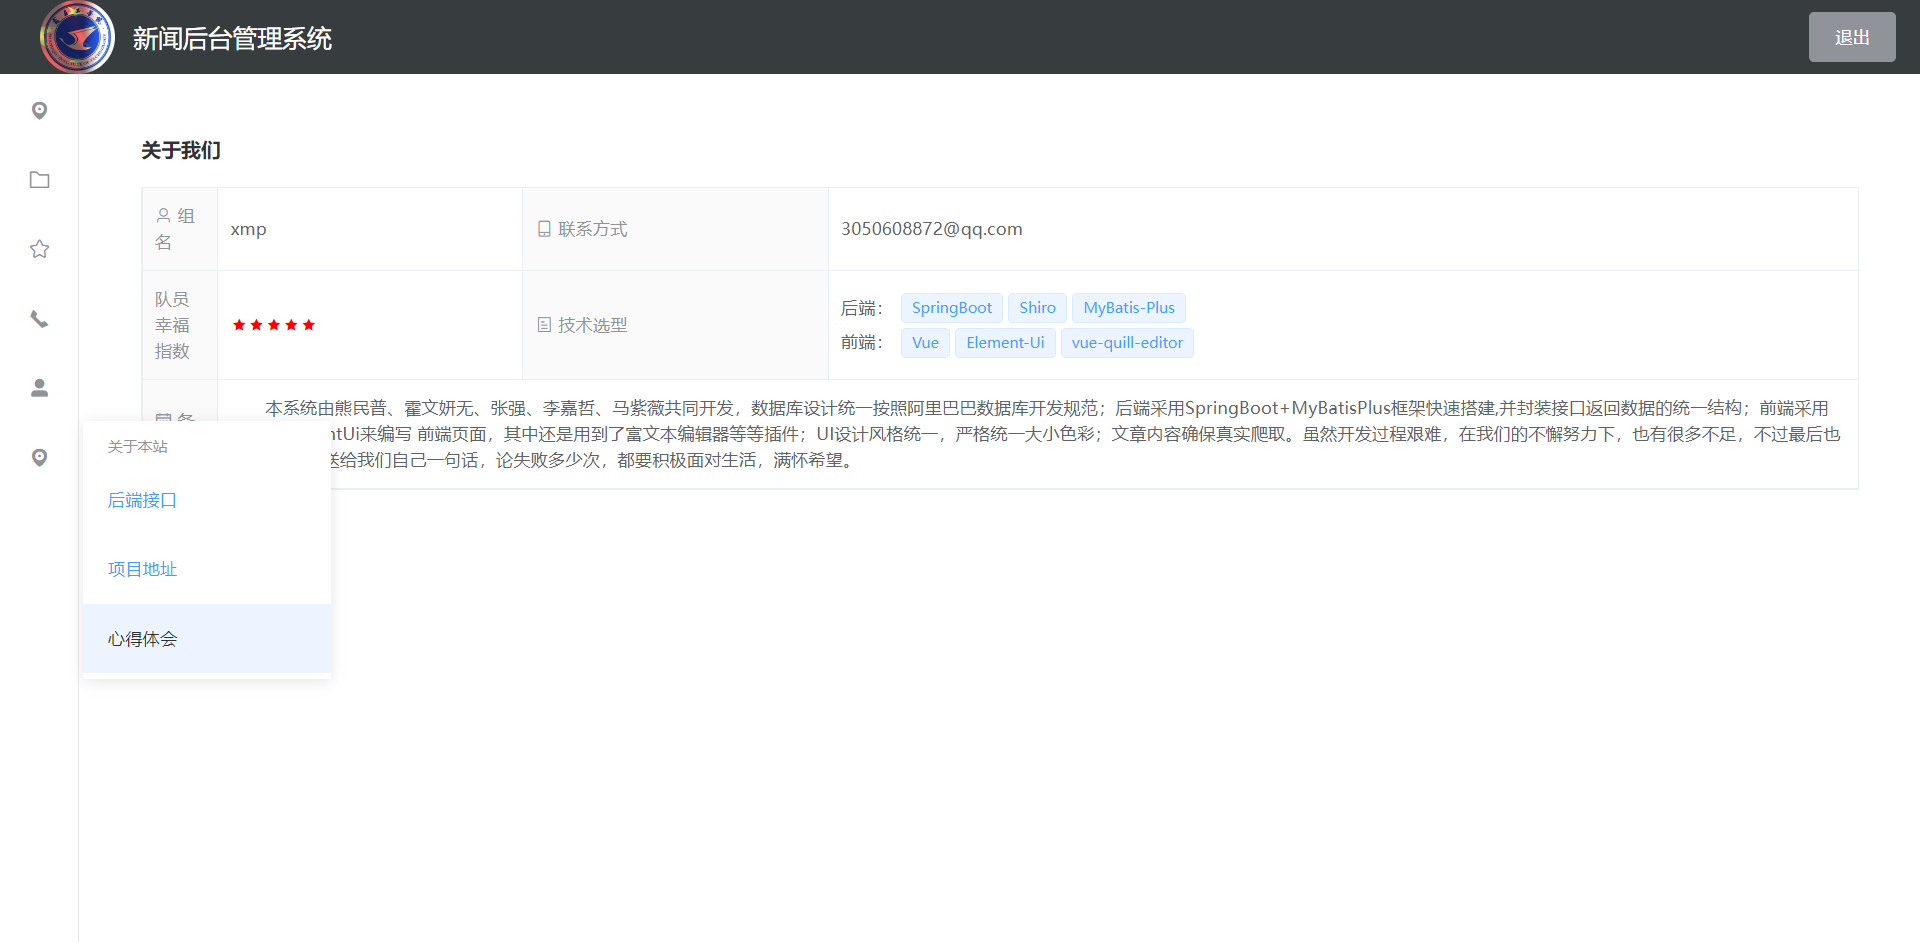 新闻后台管理系统
退出
关于我们
组
名
xmp
联系方式
3050608872@qq.com
队员
幸福
指数
技术选型
后端： SpringBoot Shiro MyBatis-Plus
前端： Vue Element-Ui vue-quill-editor
本系统由熊民普、霍文妍无、张强、李嘉哲、马紫薇共同开发，数据库设计统一按照阿里巴巴数据库开发规范；后端采用SpringBoot+MyBatisPlus框架快速搭建,并封装接口返回数据的统一结构；前端采用
ntUi来编写 前端页面，其中还是用到了富文本编辑器等等插件；UI设计风格统一，严格统一大小色彩；文章内容确保真实爬取。虽然开发过程艰难，在我们的不懈努力下，也有很多不足，不过最后也
送给我们自己一句话，论失败多少次，都要积极面对生活，满怀希望。
关于本站
后端接口
项目地址
心得体会